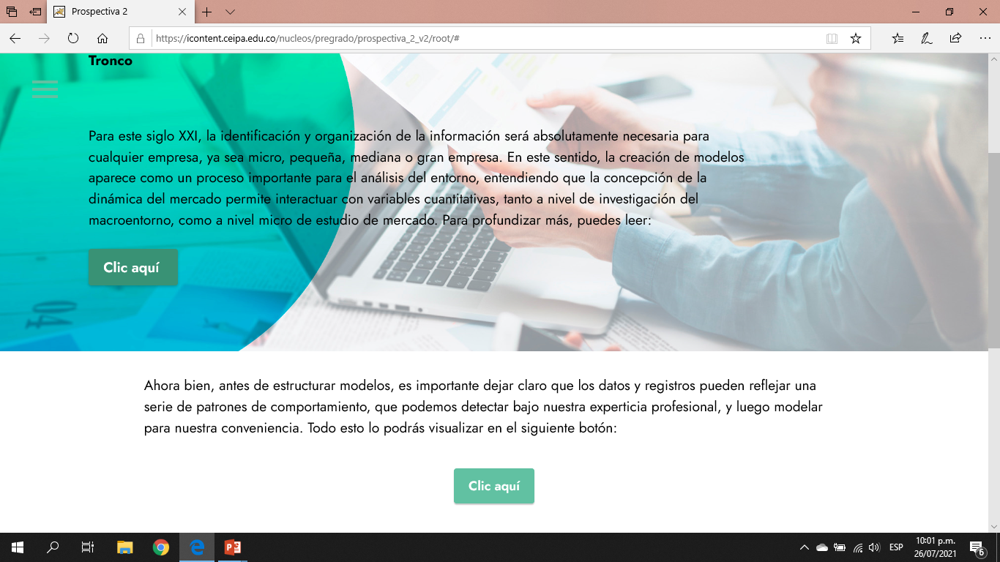 Prospectiva 2
https://icontent.ceipa.edu.co/nucleos/pregrado/prospectiva_2_v2/root/#
Tronco
Para este siglo XXI, la identificación y organización de la información será absolutamente necesaria para
cualquier empresa, ya sea micro, pequeña, mediana o gran empresa. En este sentido, la creación de modelos
aparece como un proceso importante para el análisis del entorno, entendiendo que la concepción de la
dinámica del mercado permite interactuar con variables cuantitativas, tanto a nivel de investigación del
macroentorno, como a nivel micro de estudio de mercado. Para profundizar más, puedes leer:
Clic aquí
04
Ahora bien, antes de estructurar modelos, es importante dejar claro que los datos y registros pueden reflejar una
serie de patrones de comportamiento, que podemos detectar bajo nuestra experticia profesional, y luego modelar
para nuestra conveniencia. Todo esto lo podrás visualizar en el siguiente botón:
Clic aquí
ESP
10:01 p.m.
26/07/2021
6